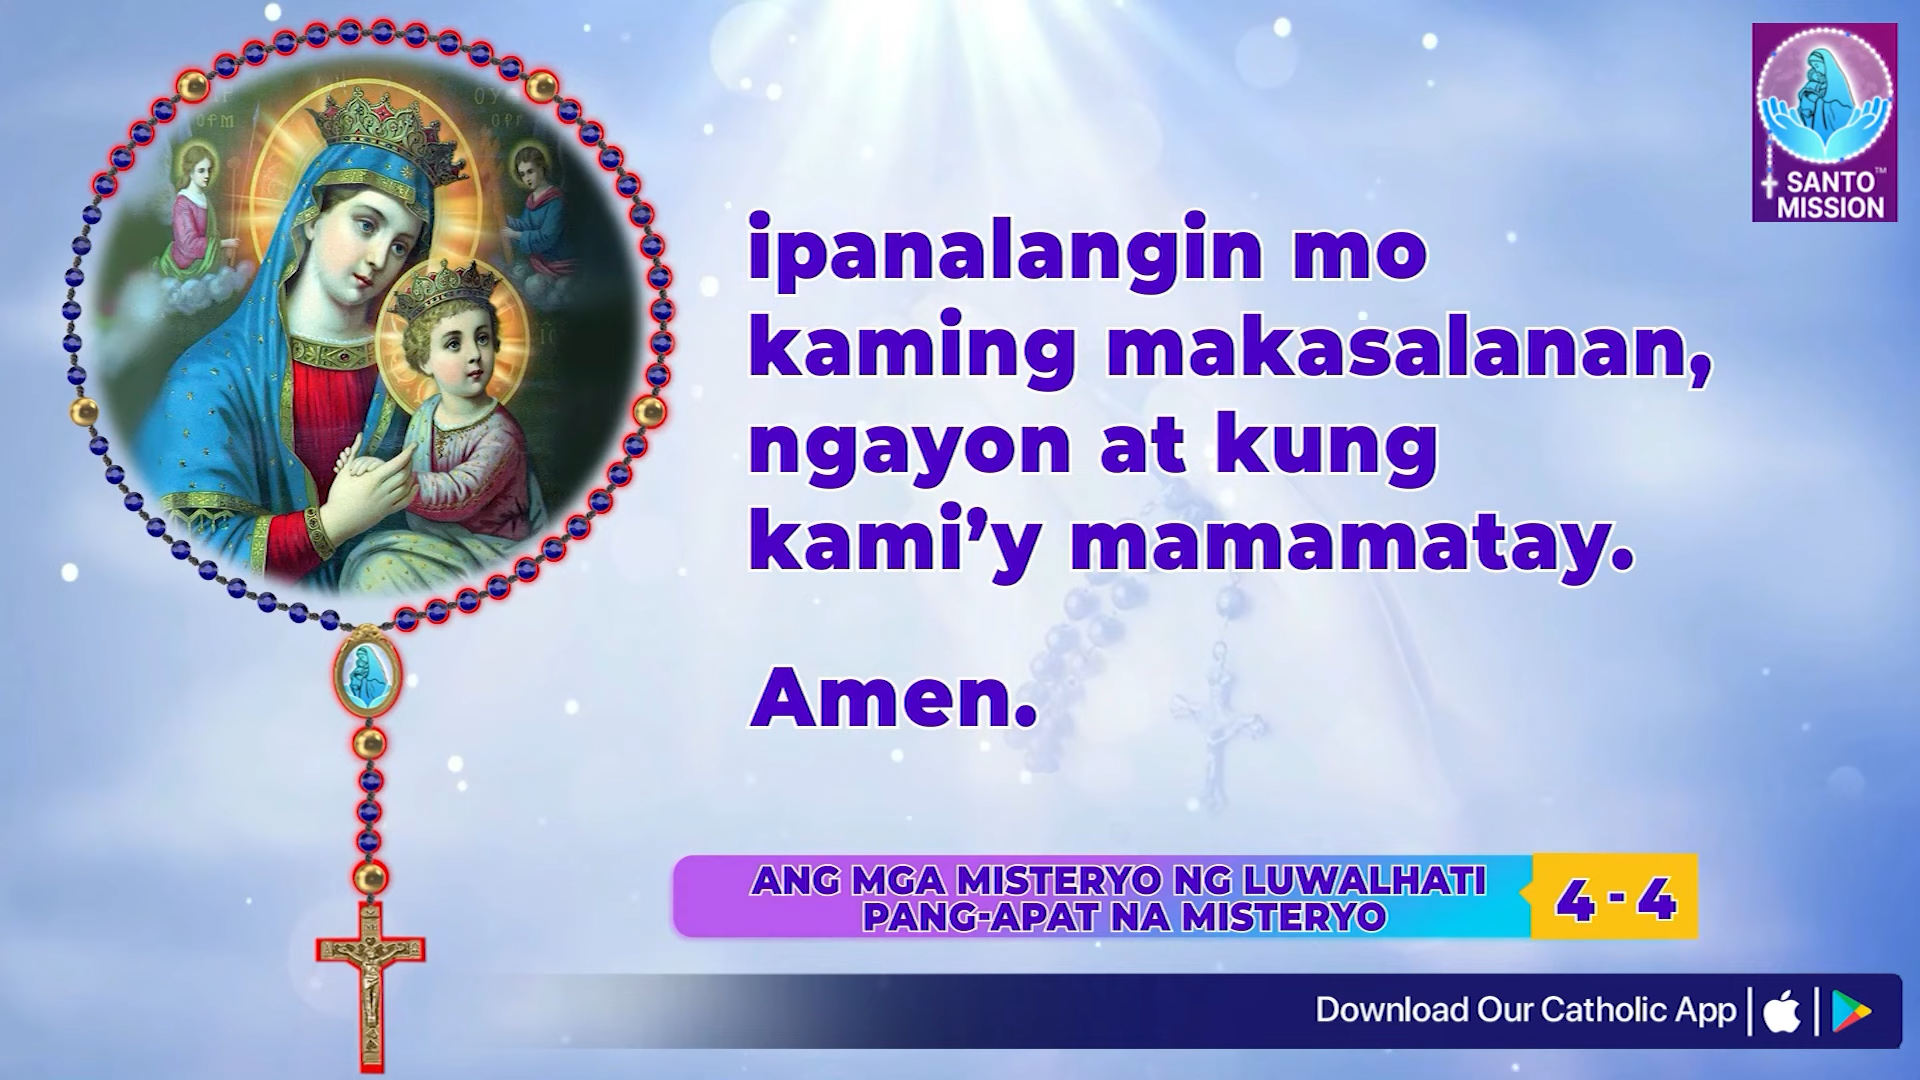 SANTO™
MISSION
ipanalangin mo
kaming makasalanan,
ngayon at kung
kami’y mamamatay.
Amen.
ANG MGA MISTERYO NG LUWALHATI
PANG-APAT NA MISTERYO
4 - 4
Download Our Catholic App